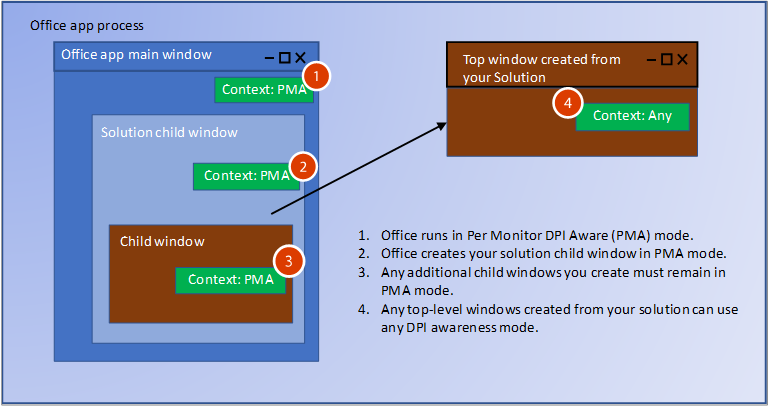 Office app process
Office app main window
Context: PMA
1
Solution child window
Context: PMA
2
Child window
Context: PMA
3
Top window created from
your Solution
4
Context: Any
1. Office runs in Per Monitor DPI Aware (PMA) mode.
2. Office creates your solution child window in PMA mode.
3. Any additional child windows you create must remain in
PMA mode.
4. Any top-level windows created from your solution can use
any DPI awareness mode.